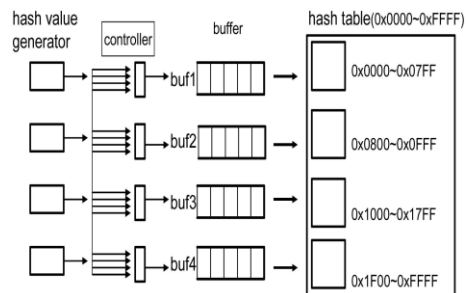 hash value
generator
controller
buffer
hash table(0x0000~0xFFFF)
buf1
0x0000~0x07FF
buf2
0x0800~0x0FFF
buf3
0x1000~0x17FF
buf4
0x1F00~0xFFFF